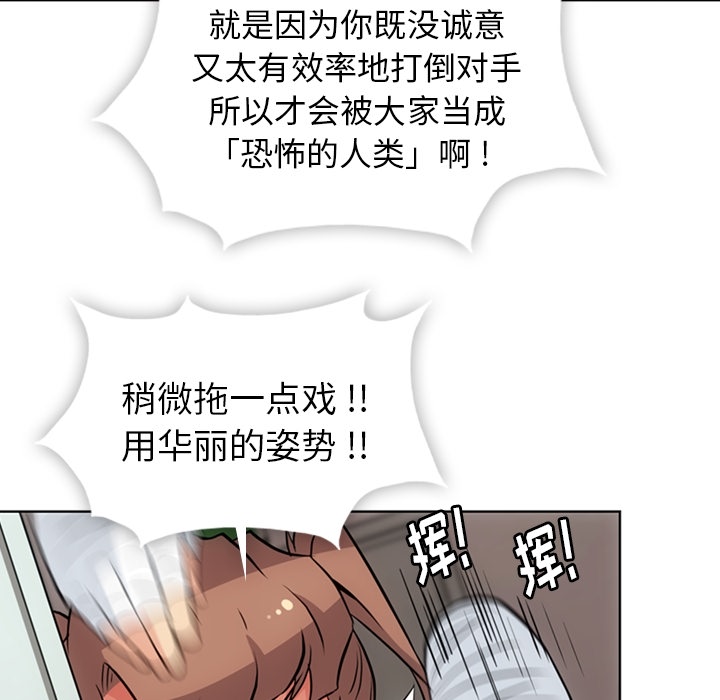 就是因为你既没诚意
又太有效率地打倒对手
所以才会被大家当成
「恐怖的人类」啊！
稍微拖一点戏!!
用华丽的姿势!!
挥!
挥!